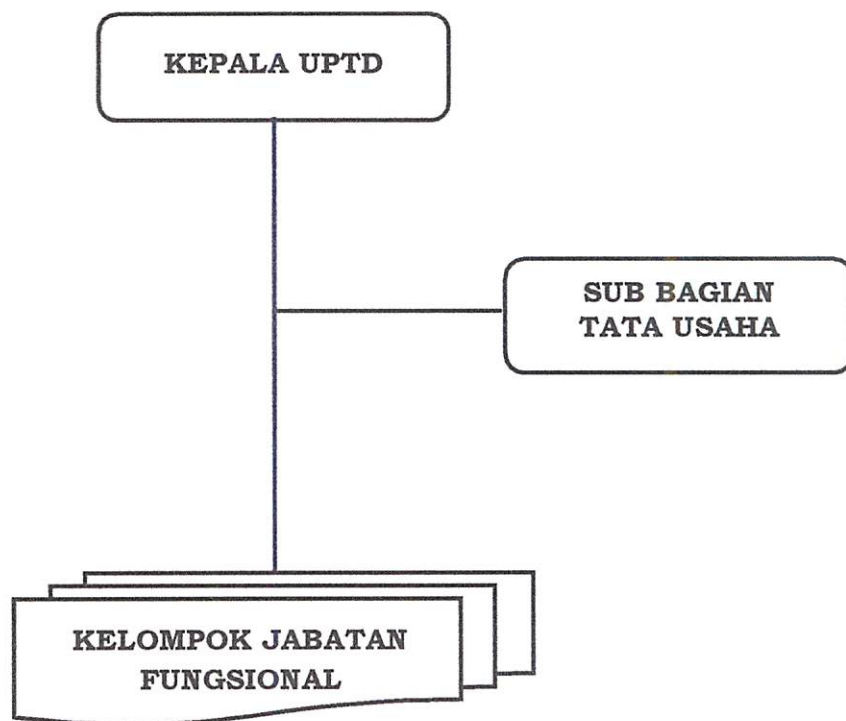 KEPALA UPTD
SUB BAGIAN
TATA USAHA
KELOMPOK JABATAN
FUNGSIONAL